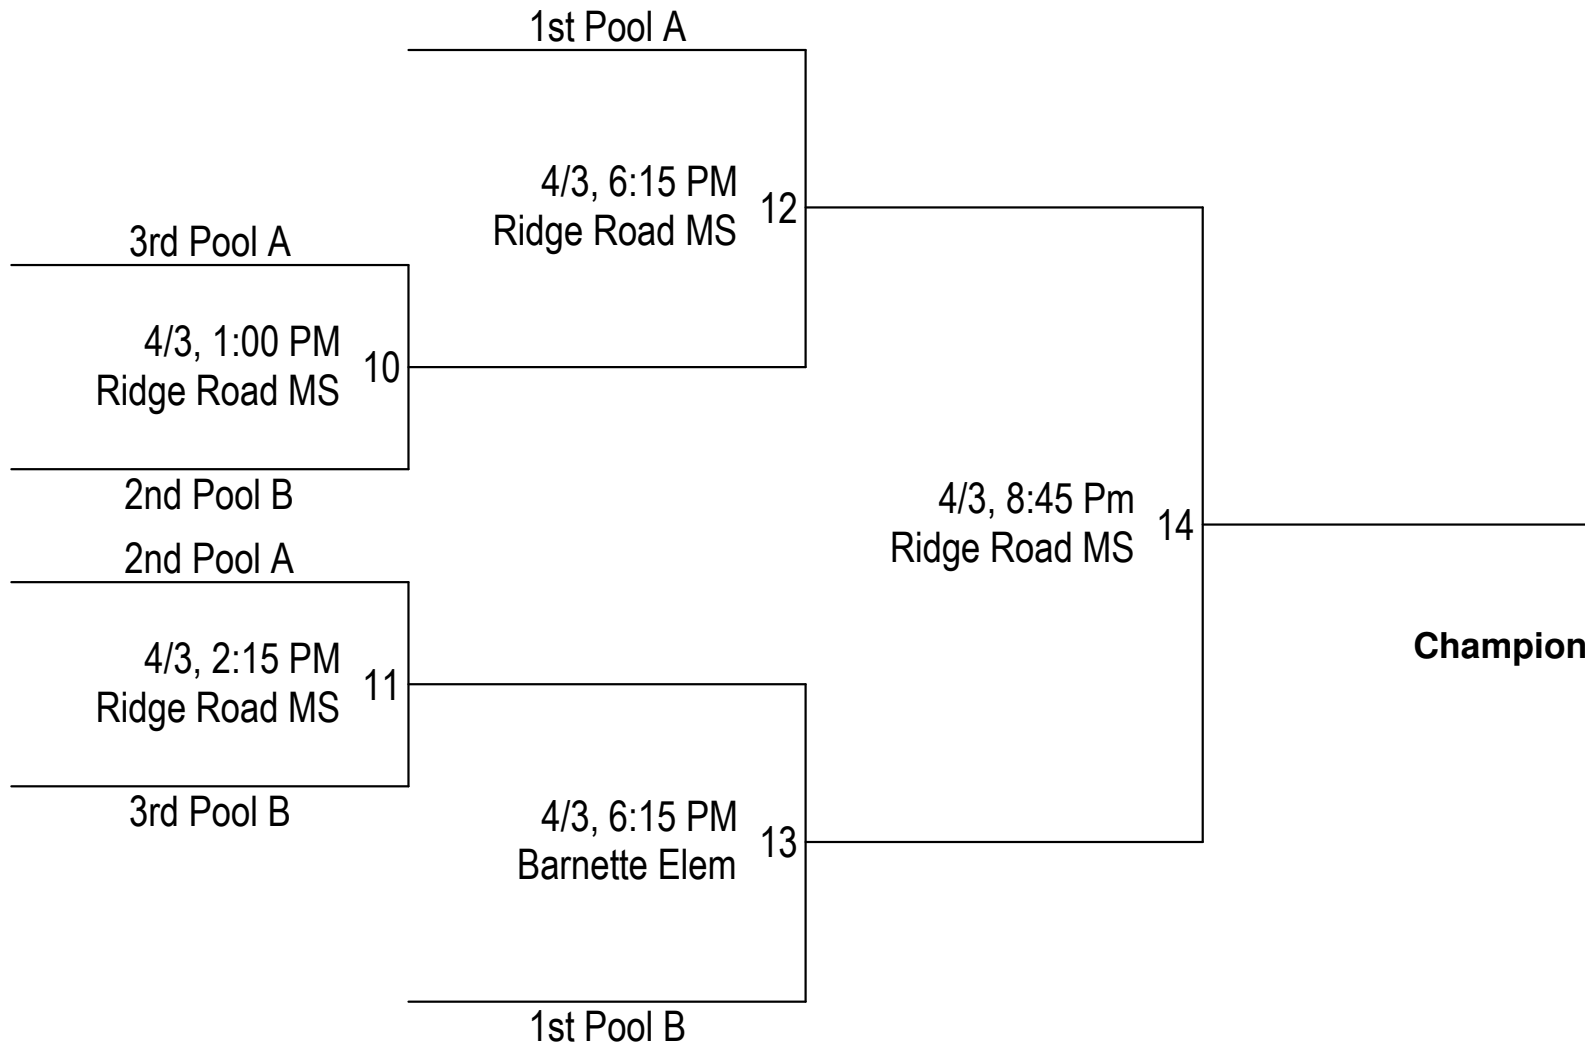 1st Pool A
4/3, 6:15 PM
Ridge Road MS
12
3rd Pool A
4/3, 1:00 PM
Ridge Road MS
10
2nd Pool B
4/3, 8:45 Pm
Ridge Road MS
14
2nd Pool A
4/3, 2:15 PM
Ridge Road MS
11
Champion
3rd Pool B
4/3, 6:15 PM
Barnette Elem
13
1st Pool B